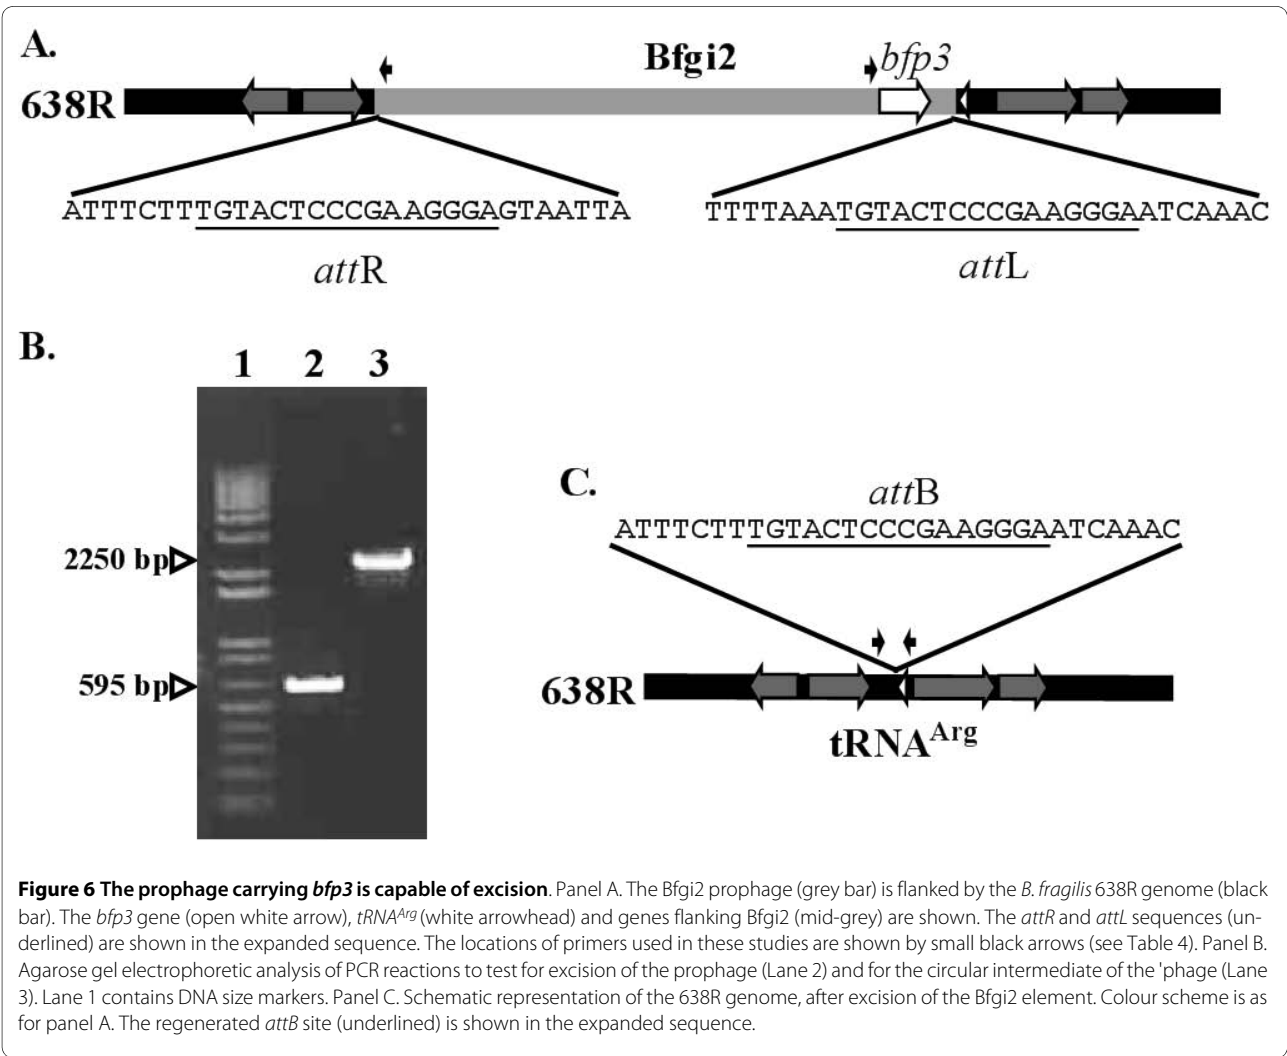 A.
Bfgi2
bfp3
638R
ATTTCTTTGTACTCCCGAAGGGAGTAATTA
TTTTAAATGTACTCCCGAAGGGAATCAAAC
attR
attL
B.
1 2 3
2250 bp
595 bp
C.
attB
ATTTCTTTGTACTCCCGAAGGGAATCAAAC
638R
tRNAArg
Figure 6 The prophage carrying bfp3 is capable of excision. Panel A. The Bfgi2 prophage (grey bar) is flanked by the B. fragilis 638R genome (black
bar). The bfp3 gene (open white arrow), tRNAArg (white arrowhead) and genes flanking Bfgi2 (mid-grey) are shown. The attR and attL sequences (un-
derlined) are shown in the expanded sequence. The locations of primers used in these studies are shown by small black arrows (see Table 4). Panel B.
Agarose gel electrophoretic analysis of PCR reactions to test for excision of the prophage (Lane 2) and for the circular intermediate of the 'phage (Lane
3). Lane 1 contains DNA size markers. Panel C. Schematic representation of the 638R genome, after excision of the Bfgi2 element. Colour scheme is as
for panel A. The regenerated attB site (underlined) is shown in the expanded sequence.